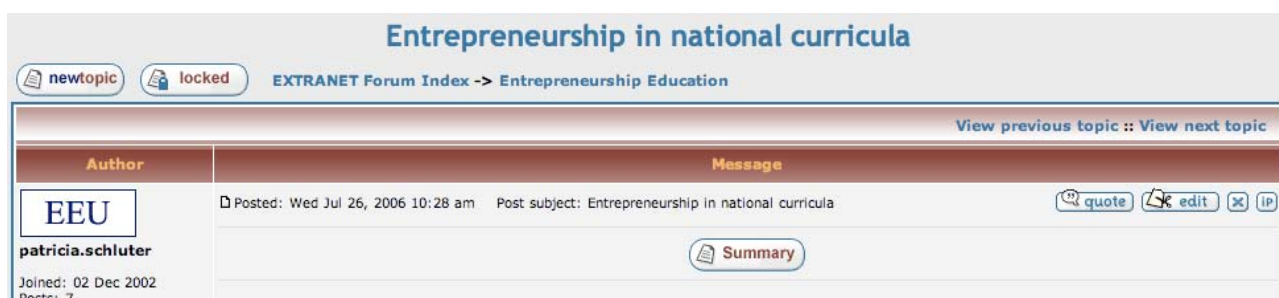 Entrepreneurship in national curricula
newtopic locked EXTRANET Forum Index -> Entrepreneurship Education
View previous topic :: View next topic
Author Message
EEU
Posted: Wed Jul 26, 2006 10:28 am Post subject: Entrepreneurship in national curricula quote edit X iP
patricia.schluter
Summary
Joined: 02 Dec 2002
Posts: 7